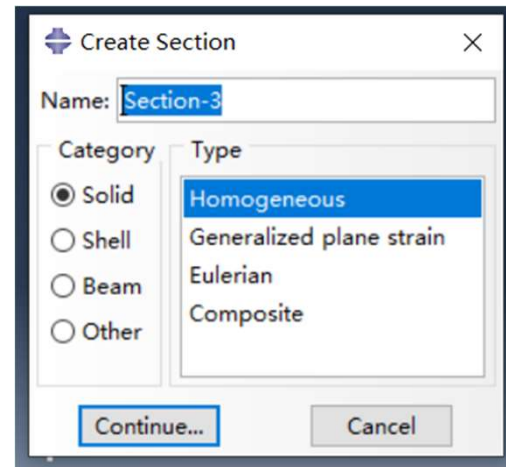 Create Section
Name: Section-3
Category
Type
Solid
Shell
Beam
Other
Homogeneous
Generalized plane strain
Eulerian
Composite
Continue...
Cancel